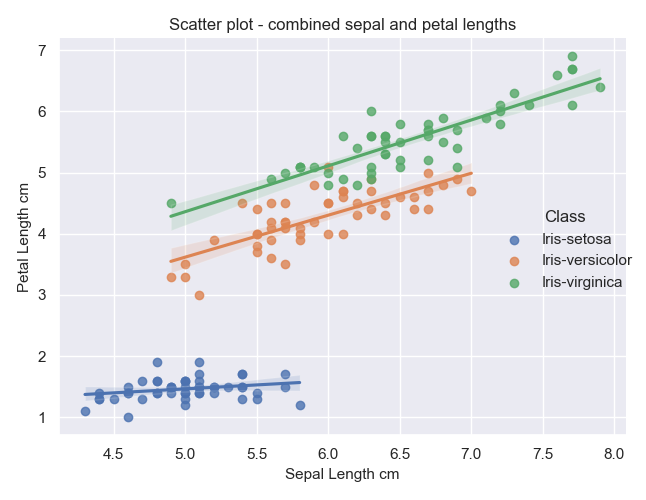 Scatter plot - combined sepal and petal lengths
7
6
5
4
3
2
1
Petal Length cm
Class
Iris-setosa
Iris-versicolor
Iris-virginica
4.5 5.0 5.5 6.0 6.5 7.0 7.5 8.0
Sepal Length cm